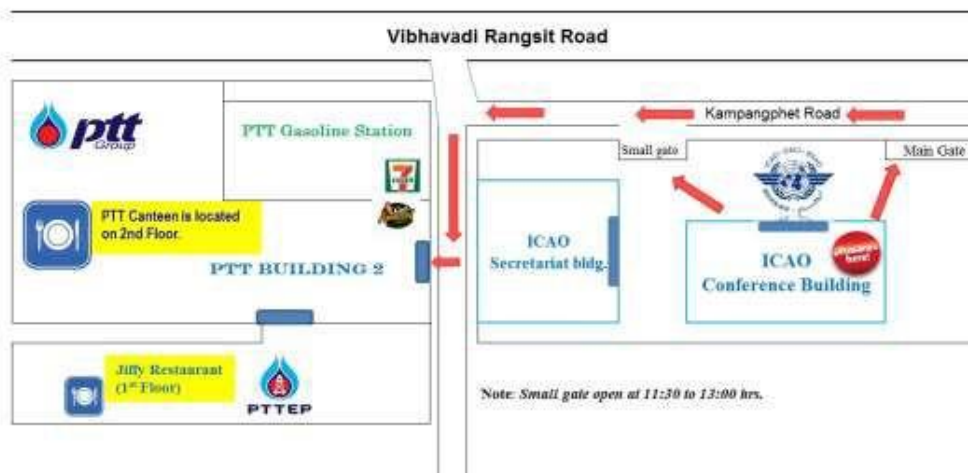 Vibhavadi Rangsit Road
ptt
Group
PTT Gasoline Station
Kampangphet Road
Small gate
Main Gate
7
PTT Canteen is located
on 2nd Floor.
PTT BUILDING 2
ICAO
Secretariat bldg.
ICAO
Conference Building
here!
Jiffy Restaurant
(1st Floor)
PTTEP
Note: Small gate open at 11:30 to 13:00 hrs.